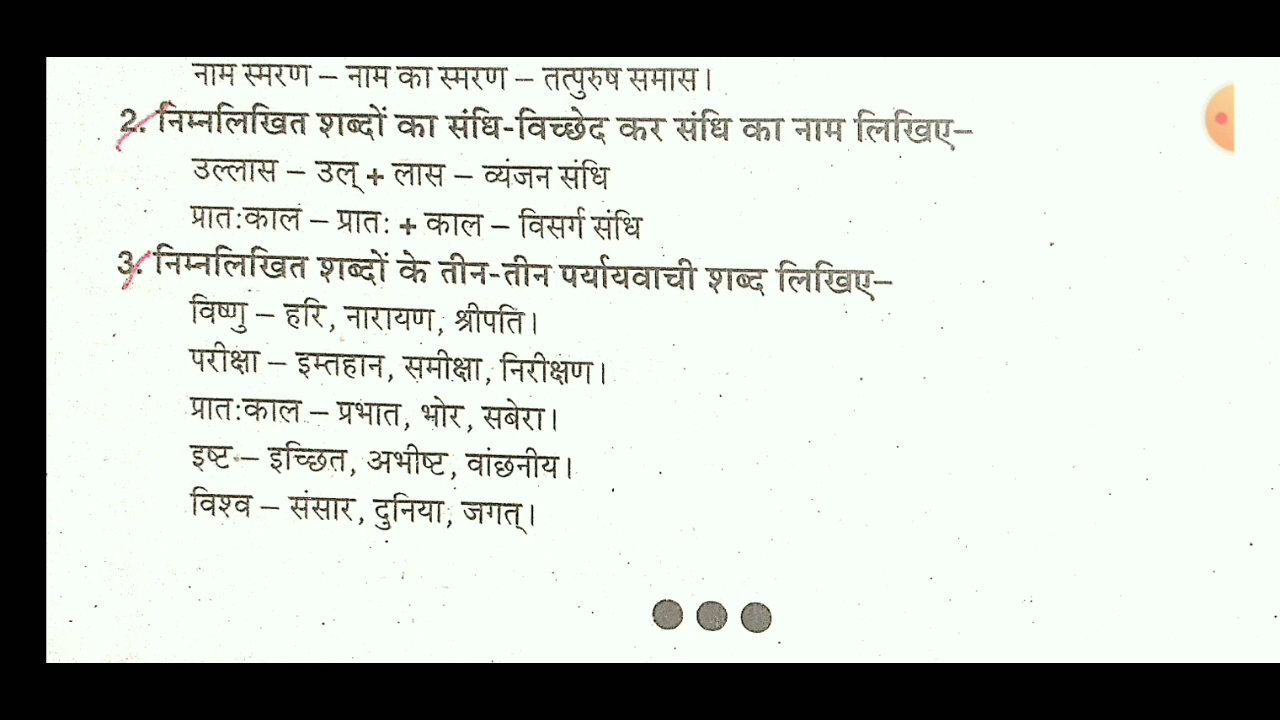 नाम स्मरण – नाम का स्मरण – तत्पुरुष समास।
2. निम्नलिखित शब्दों का संधि-विच्छेद कर संधि का नाम लिखिए–
उल्लास – उल् + लास – व्यंजन संधि
प्रात:काल – प्रात: + काल – विसर्ग संधि
3. निम्नलिखित शब्दों के तीन-तीन पर्यायवाची शब्द लिखिए–
विष्णु – हरि, नारायण, श्रीपति।
परीक्षा – इम्तहान, समीक्षा, निरीक्षण।
प्रात:काल – प्रभात, भोर, सबेरा।
इष्ट – इच्छित, अभीष्ट, वांछनीय।
विश्व – संसार, दुनिया, जगत्।